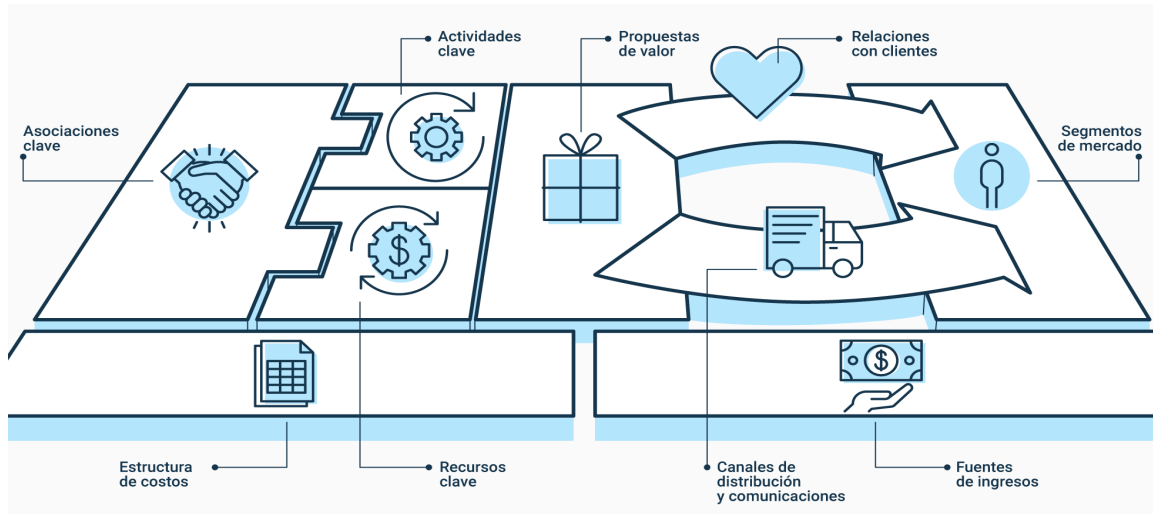 Actividades
clave
Propuestas
de valor
Relaciones
con clientes
Asociaciones
clave
Segmentos
de mercado
$
$
Estructura
de costos
Recursos
clave
Canales de
distribución
y comunicaciones
Fuentes
de ingresos